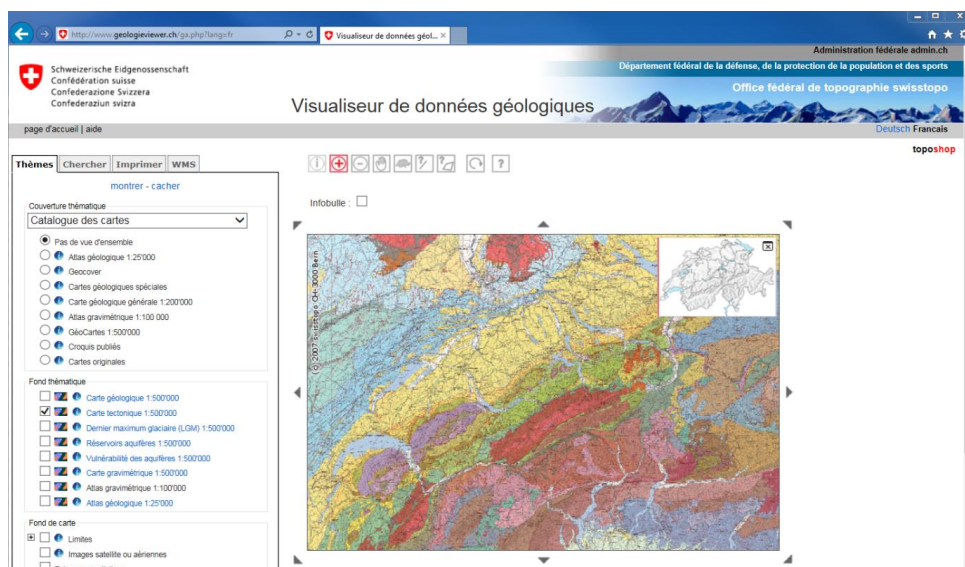 http://www.geologieviewer.ch/ga.php?lang=fr
Visualiseur de données géol...
Administration fédérale admin.ch
Département fédéral de la défense, de la protection de la population et des sports
Office fédéral de topographie swisstopo
Schweizerische Eidgenossenschaft
Confédération suisse
Confederazione Svizzera
Confederaziun svizra
Visualiseur de données géologiques
page d'accueil | aide
Deutsch Francais
toposhop
Thèmes Chercher Imprimer WMS
montrer - cacher
Infobulle :
Couverture thématique
Catalogue des cartes
Pas de vue d'ensemble
Atlas géologique 1:25'000
Geocover
Cartes géologiques spéciales
Carte géologique générale 1:200'000
Atlas gravimétrique 1:100 000
GéoCartes 1:500'000
Croquis publiés
Cartes originales
Fond thématique
Carte géologique 1:500'000
Carte tectonique 1:500'000
Dernier maximum glaciaire (LGM) 1:500'000
Réservoirs aquifères 1:500'000
Vulnérabilité des aquifères 1:500'000
Carte gravimétrique 1:500'000
Atlas gravimétrique 1:100'000
Atlas géologique 1:25'000
Fond de carte
Limites
Images satellite ou aériennes
© 2007 swisstopo CH-3000 Bern